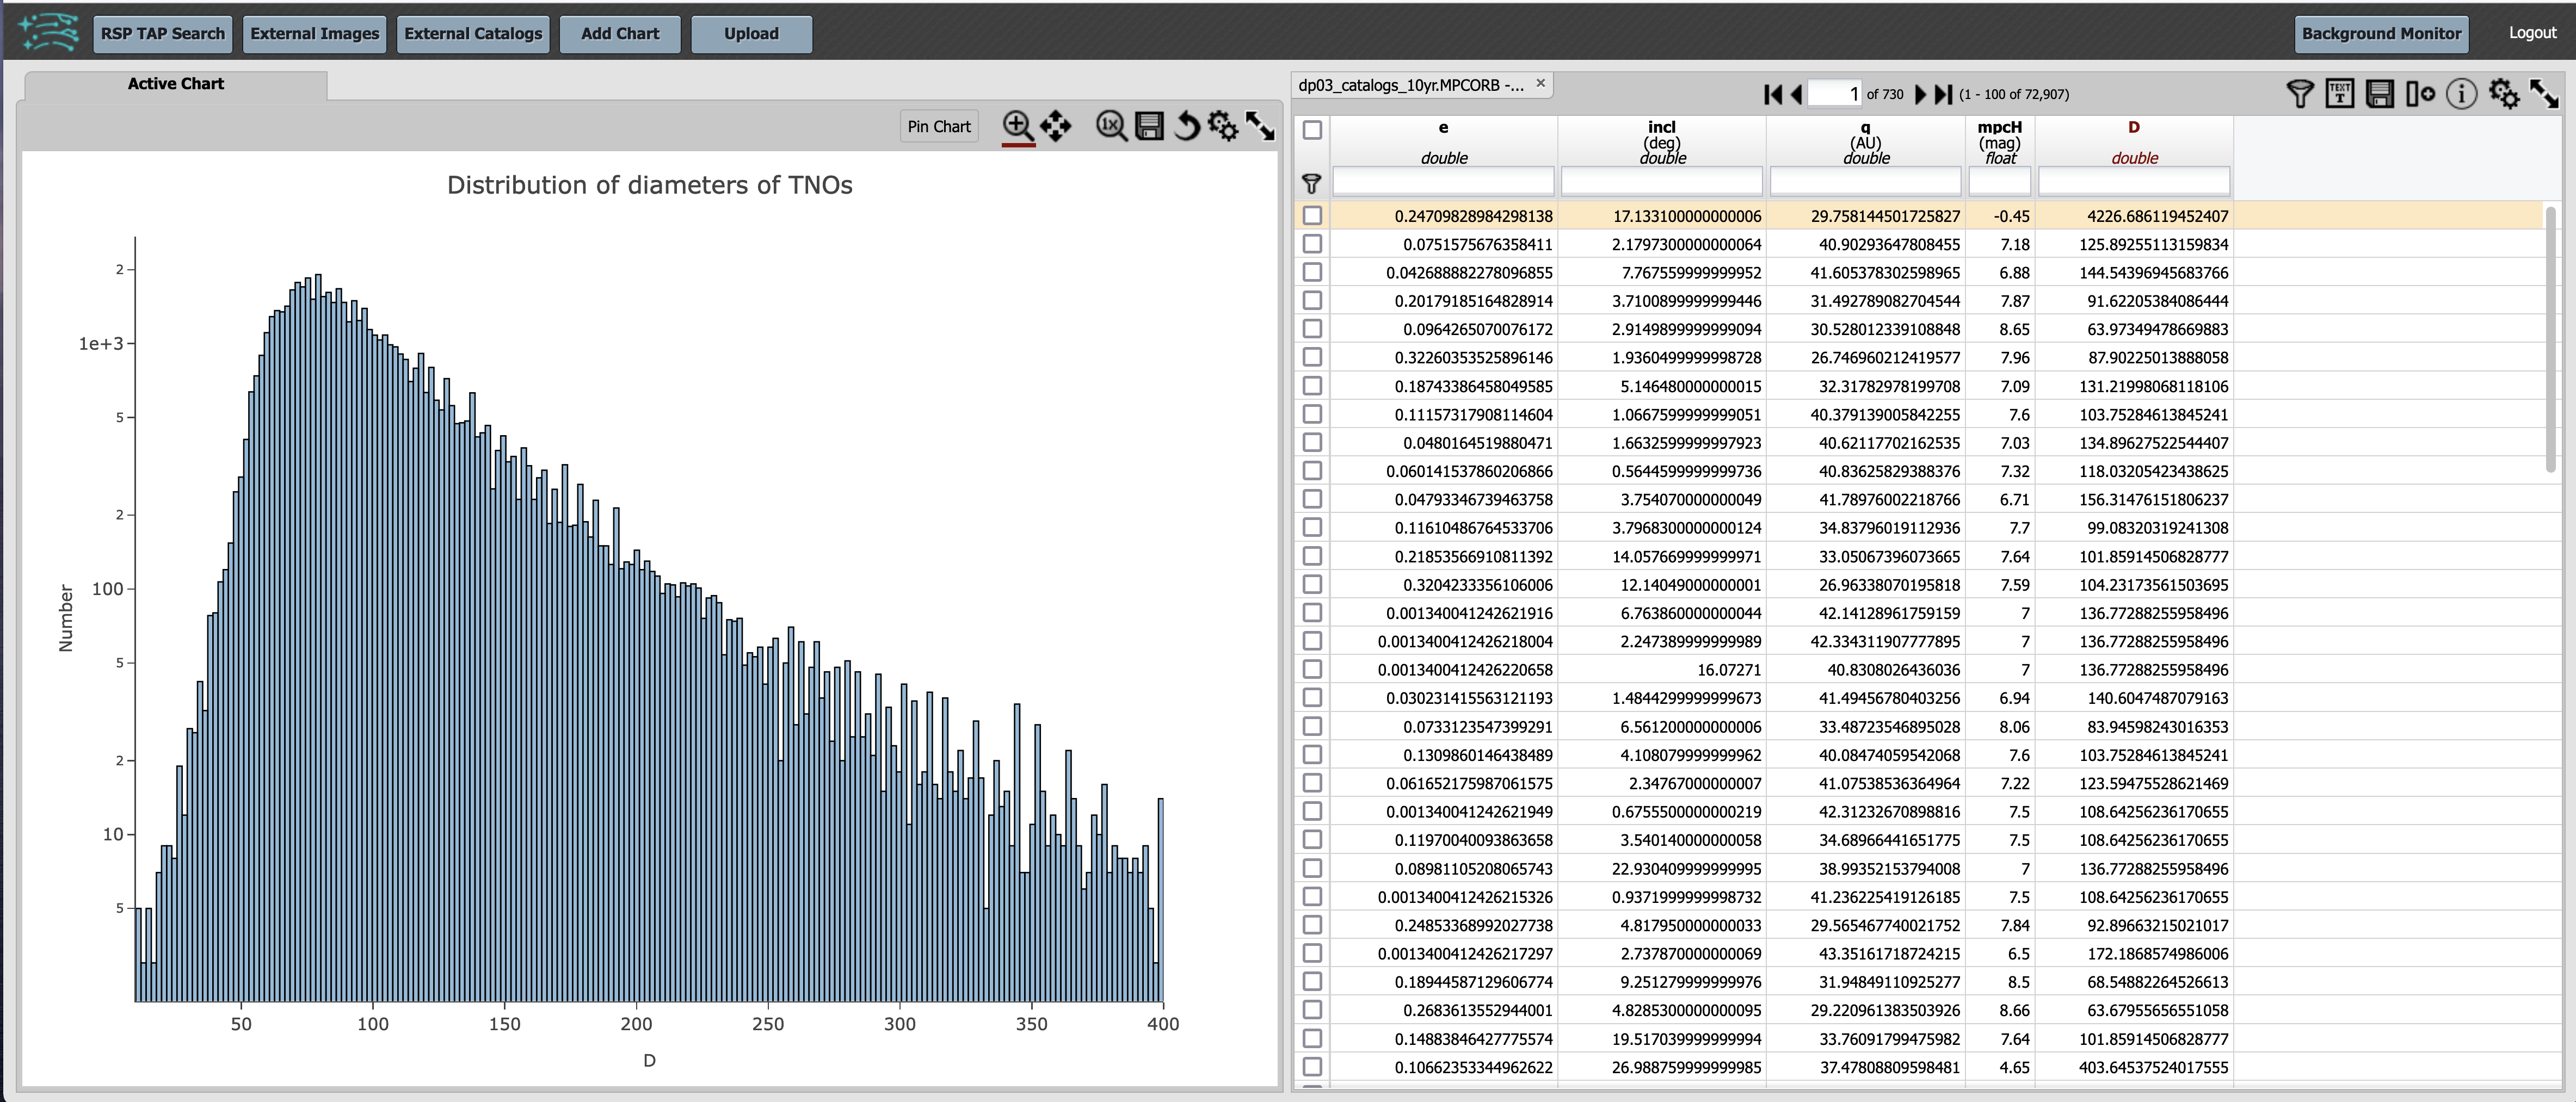 RSP TAP Search External Images External Catalogs Add Chart Upload Background Monitor Logout
Active Chart
Pin Chart
1x
Distribution of diameters of TNOs
2
1e+3
5
2
100
5
2
10
5
Number
50 100 150 200 250 300 350 400
D
dp03_catalogs_10yr.MPCORB -... ×
1 of 730 (1 - 100 of 72,907)
TEXT T
i
e incl q mpcH D
(deg) (AU) (mag)
double double double float double
0.24709828984298138 17.133100000000006 29.758144501725827 -0.45 4226.686119452407
0.0751575676358411 2.1797300000000064 40.90293647808455 7.18 125.89255113159834
0.042688882278096855 7.767559999999952 41.605378302598965 6.88 144.54396945683766
0.20179185164828914 3.7100899999999446 31.492789082704544 7.87 91.62205384086444
0.0964265070076172 2.9149899999999094 30.528012339108848 8.65 63.97349478669883
0.32260353525896146 1.9360499999998728 26.746960212419577 7.96 87.90225013888058
0.18743386458049585 5.146480000000015 32.31782978199708 7.09 131.21998068118106
0.11157317908114604 1.0667599999999051 40.379139005842255 7.6 103.75284613845241
0.0480164519880471 1.6632599999997923 40.62117702162535 7.03 134.89627522544407
0.060141537860206866 0.5644599999999736 40.83625829388376 7.32 118.03205423438625
0.04793346739463758 3.754070000000049 41.78976002218766 6.71 156.31476151806237
0.11610486764533706 3.7968300000000124 34.83796019112936 7.7 99.08320319241308
0.21853566910811392 14.057669999999971 33.05067396073665 7.64 101.85914506828777
0.3204233356106006 12.14049000000001 26.96338070195818 7.59 104.23173561503695
0.001340041242621916 6.763860000000044 42.14128961759159 7 136.77288255958496
0.0013400412426218004 2.247389999999989 42.334311907777895 7 136.77288255958496
0.0013400412426220658 16.07271 40.8308026436036 7 136.77288255958496
0.030231415563121193 1.4844299999999673 41.49456780403256 6.94 140.6047487079163
0.0733123547399291 6.561200000000006 33.48723546895028 8.06 83.94598243016353
0.1309860146438489 4.108079999999962 40.08474059542068 7.6 103.75284613845241
0.061652175987061575 2.34767000000007 41.07538536364964 7.22 123.59475528621469
0.001340041242621949 0.6755500000000219 42.31232670898816 7.5 108.64256236170655
0.11970040093863658 3.540140000000058 34.68966441651775 7.5 108.64256236170655
0.08981105208065743 22.930409999999995 38.99352153794008 7 136.77288255958496
0.0013400412426215326 0.9371999999998732 41.236225419126185 7.5 108.64256236170655
0.24853368992027738 4.817950000000033 29.565467740021752 7.84 92.89663215021017
0.0013400412426217297 2.737870000000069 43.35161718724215 6.5 172.1868574986006
0.18944587129606774 9.251279999999976 31.94849110925277 8.5 68.54882264526613
0.2683613552944001 4.8285300000000095 29.220961383503926 8.66 63.67955656551058
0.14883846427775574 19.517039999999994 33.76091799475982 7.64 101.85914506828777
0.10662353344962622 26.988759999999985 37.47808809598481 4.65 403.64537524017555